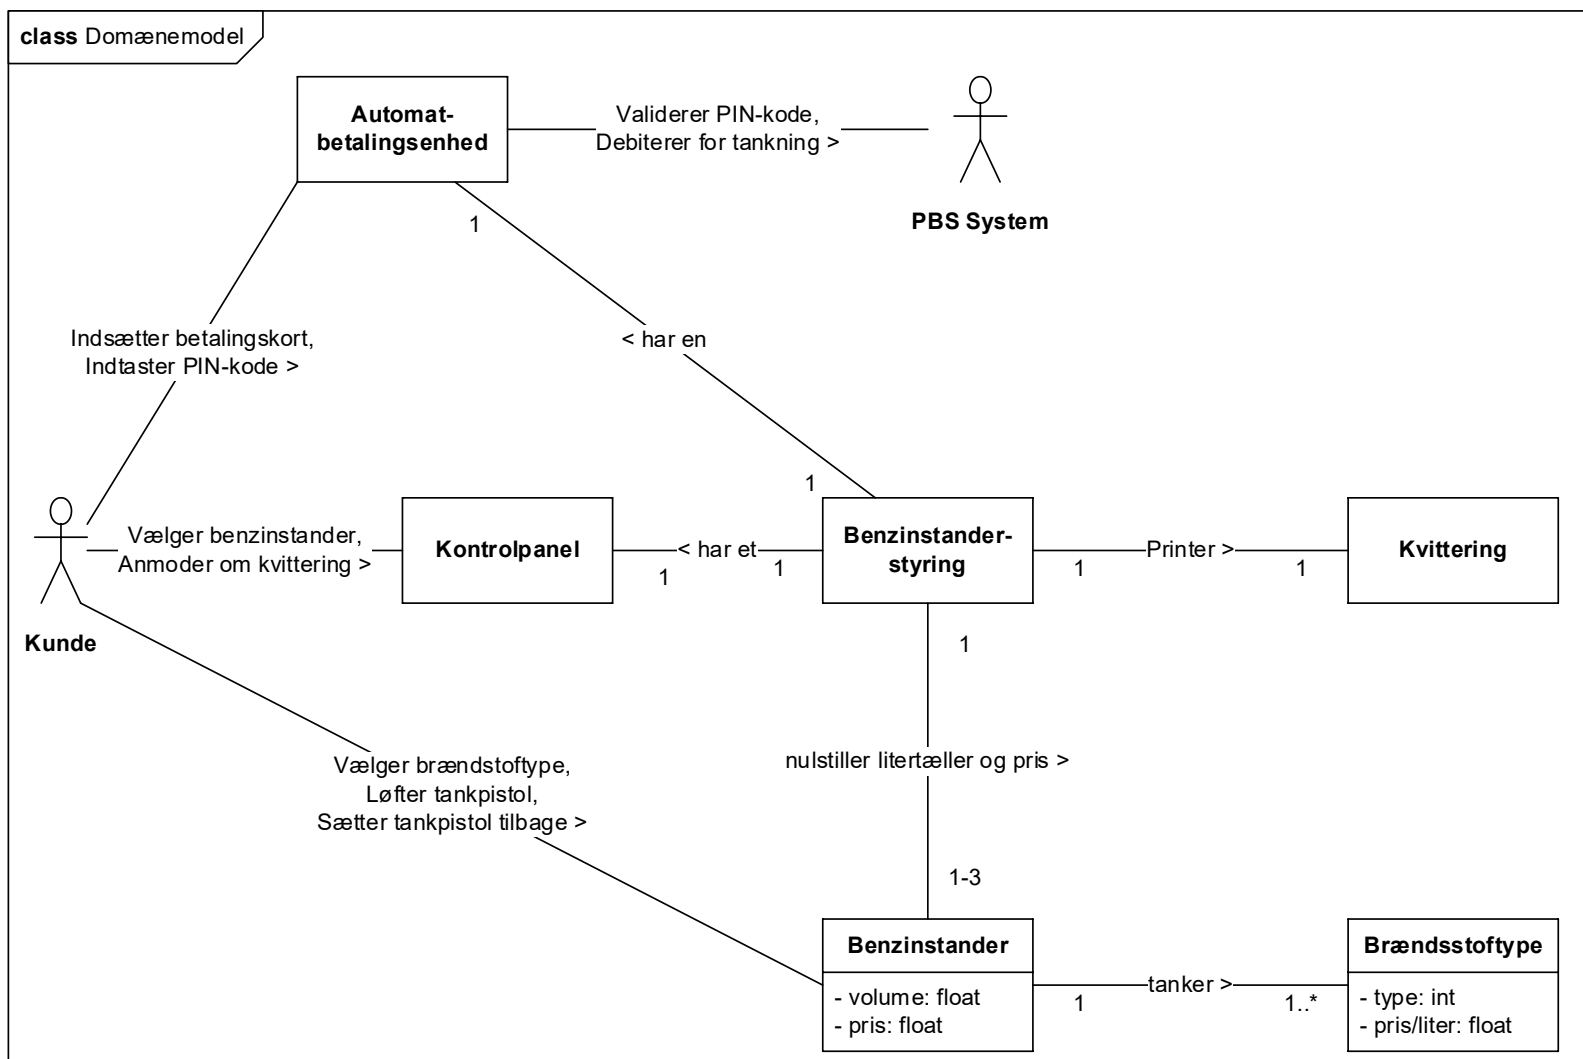 class Domænemodel
Automat-
betalingsenhed
Validerer PIN-kode,
Debiterer for tankning >
PBS System
1
Indsætter betalingskort,
Indtaster PIN-kode >
< har en
1
Vælger benzinstander,
Anmoder om kvittering >
Kontrolpanel
< har et
1
1
Benzinstander-
styring
Printer >
1
1
Kvittering
Kunde
1
nulstiller litertæller og pris >
Vælger brændstoftype,
Løfter tankpistol,
Sætter tankpistol tilbage >
1-3
Benzinstander
- volume: float
- pris: float
tanker >
1
1..*
Brændsstoftype
- type: int
- pris/liter: float